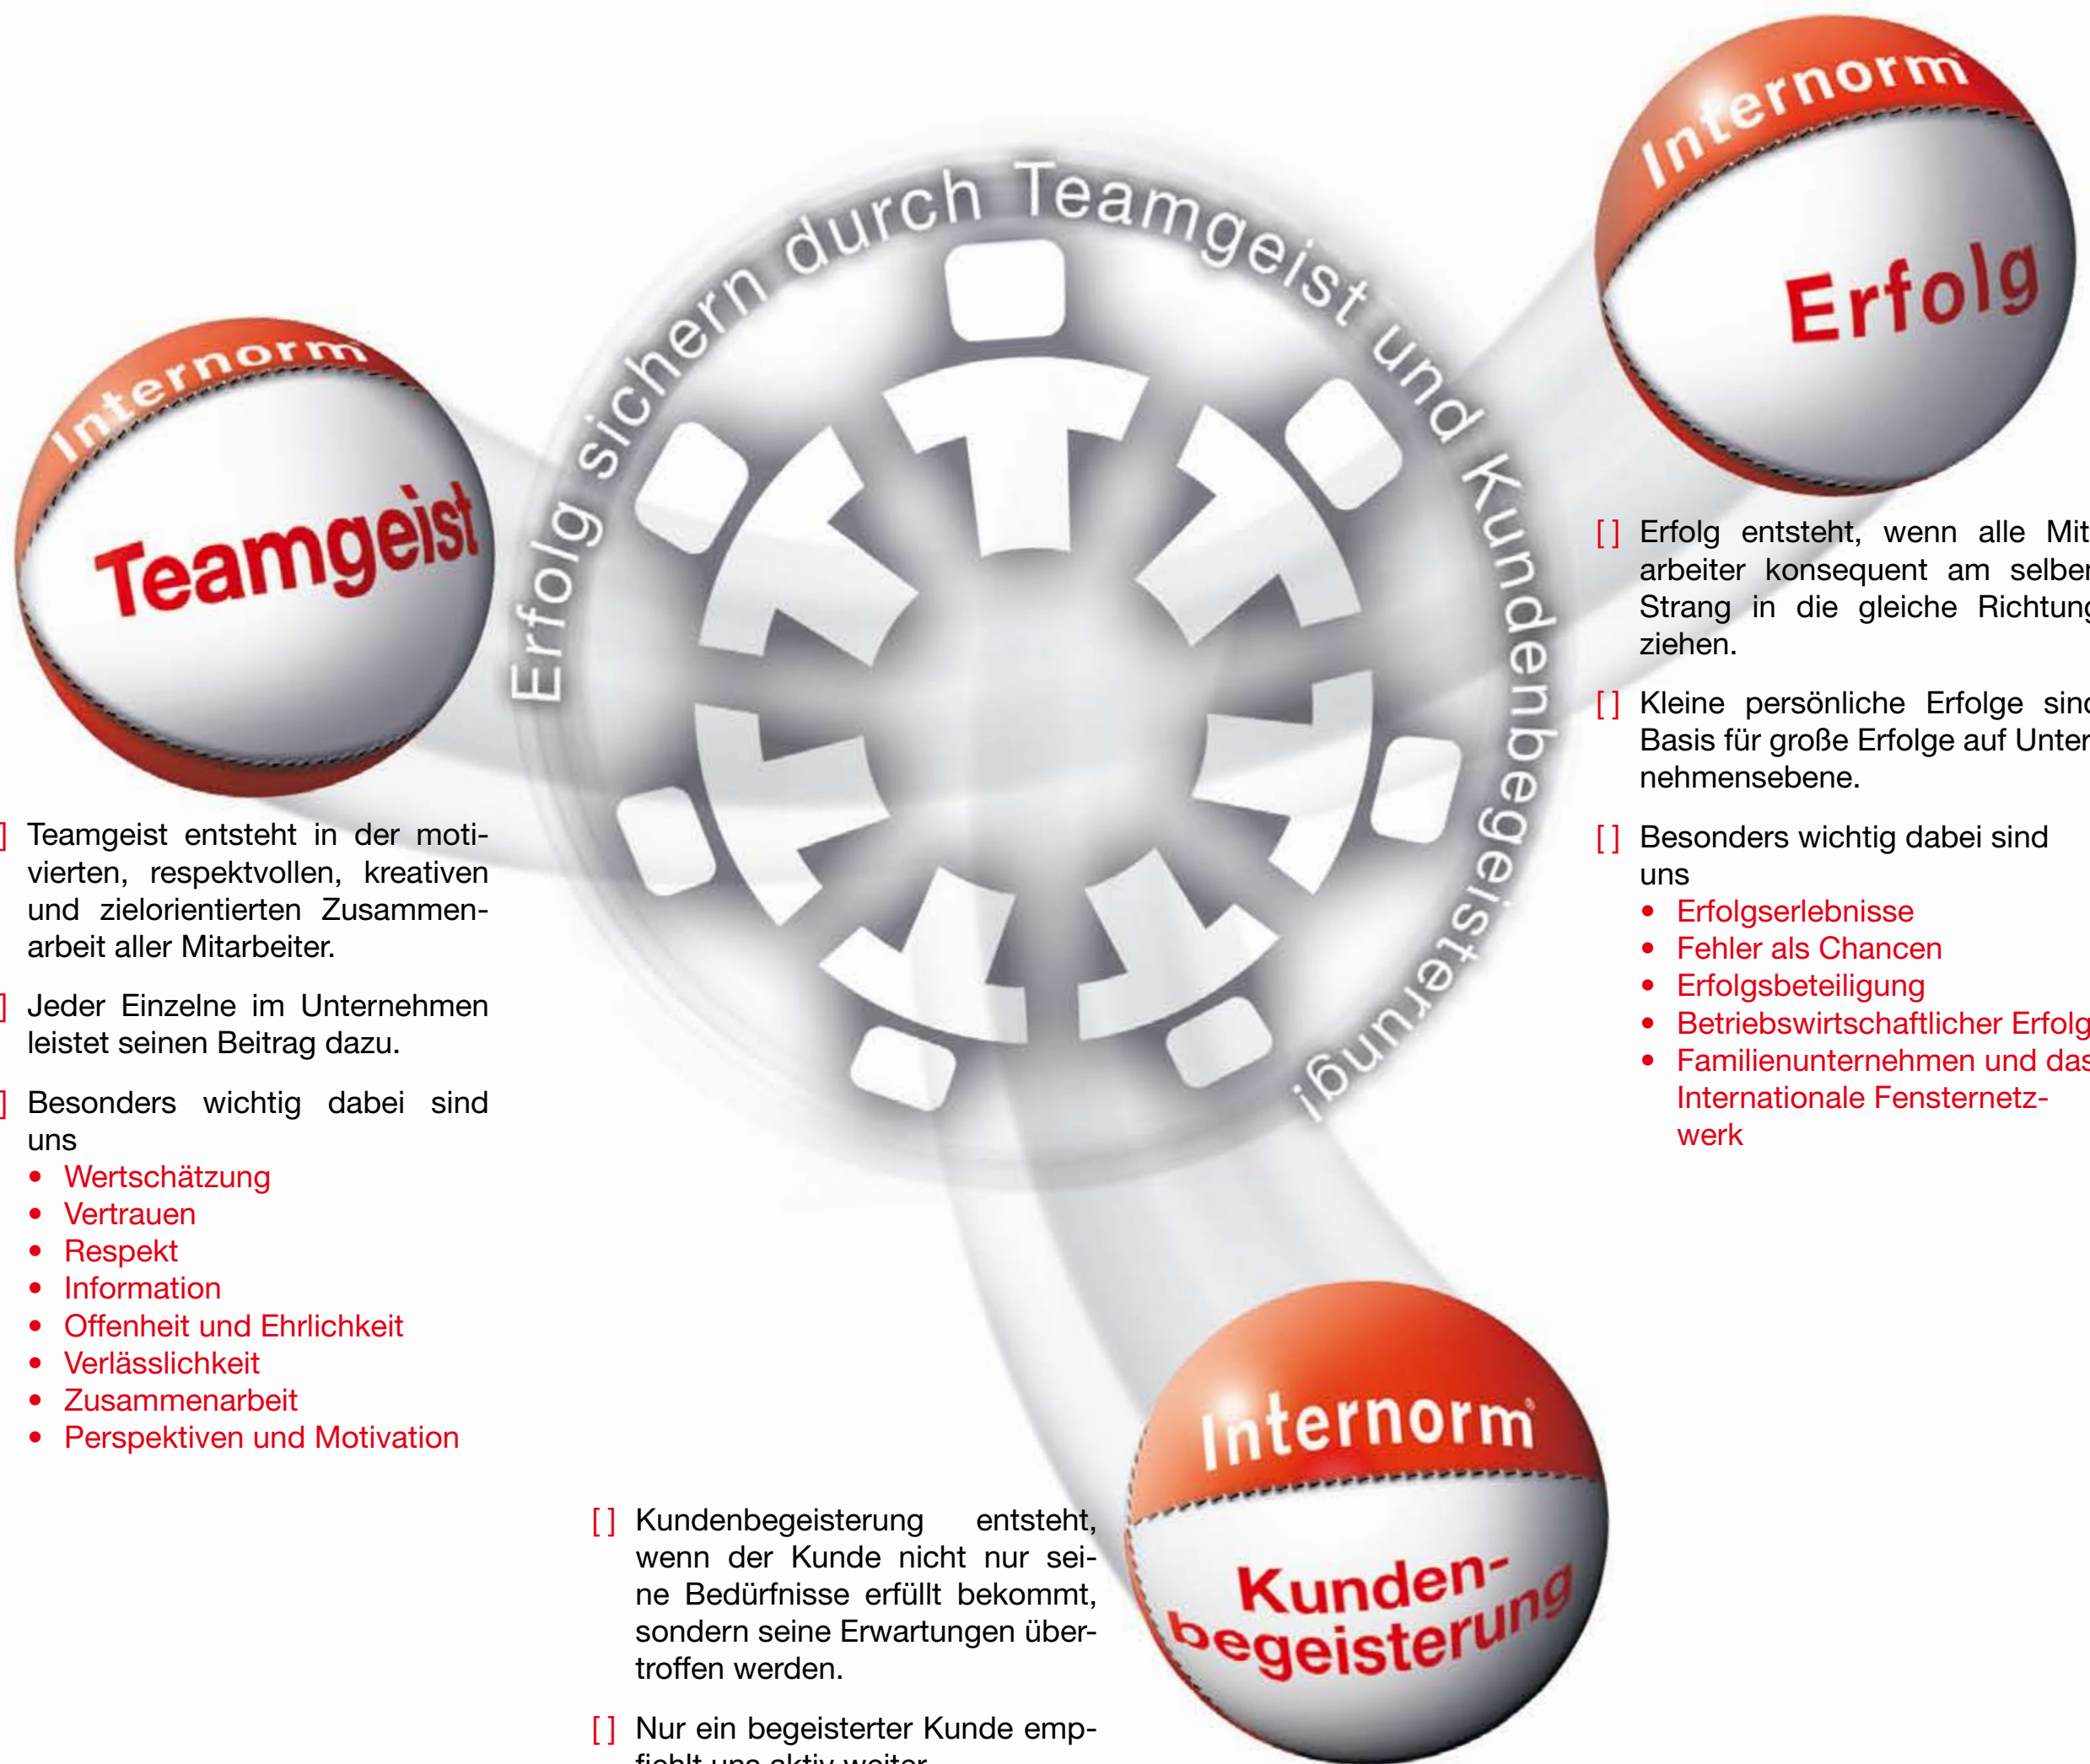 Erfolg sichern durch Teamgeist und Kundenbegeisterung!
Internorm
Teamgeist
[ ] Teamgeist entsteht in der moti-
vierten, respektvollen, kreativen
und zielorientierten Zusammen-
arbeit aller Mitarbeiter.
[ ] Jeder Einzelne im Unternehmen
leistet seinen Beitrag dazu.
[ ] Besonders wichtig dabei sind
uns
• Wertschätzung
• Vertrauen
• Respekt
• Information
• Offenheit und Ehrlichkeit
• Verlässlichkeit
• Zusammenarbeit
• Perspektiven und Motivation
Internorm
Erfolg
[ ] Erfolg entsteht, wenn alle Mit-
arbeiter konsequent am selben
Strang in die gleiche Richtung
ziehen.
[ ] Kleine persönliche Erfolge sind
Basis für große Erfolge auf Unter-
nehmensebene.
[ ] Besonders wichtig dabei sind
uns
• Erfolgserlebnisse
• Fehler als Chancen
• Erfolgsbeteiligung
• Betriebswirtschaftlicher Erfolg
• Familienunternehmen und das
Internationale Fensternetz-
werk
Internorm®
Kunden-
begeisterung
[ ] Kundenbegeisterung entsteht,
wenn der Kunde nicht nur sei-
ne Bedürfnisse erfüllt bekommt,
sondern seine Erwartungen über-
troffen werden.
[ ] Nur ein begeisterter Kunde emp-
fiehlt uns aktiv weiter